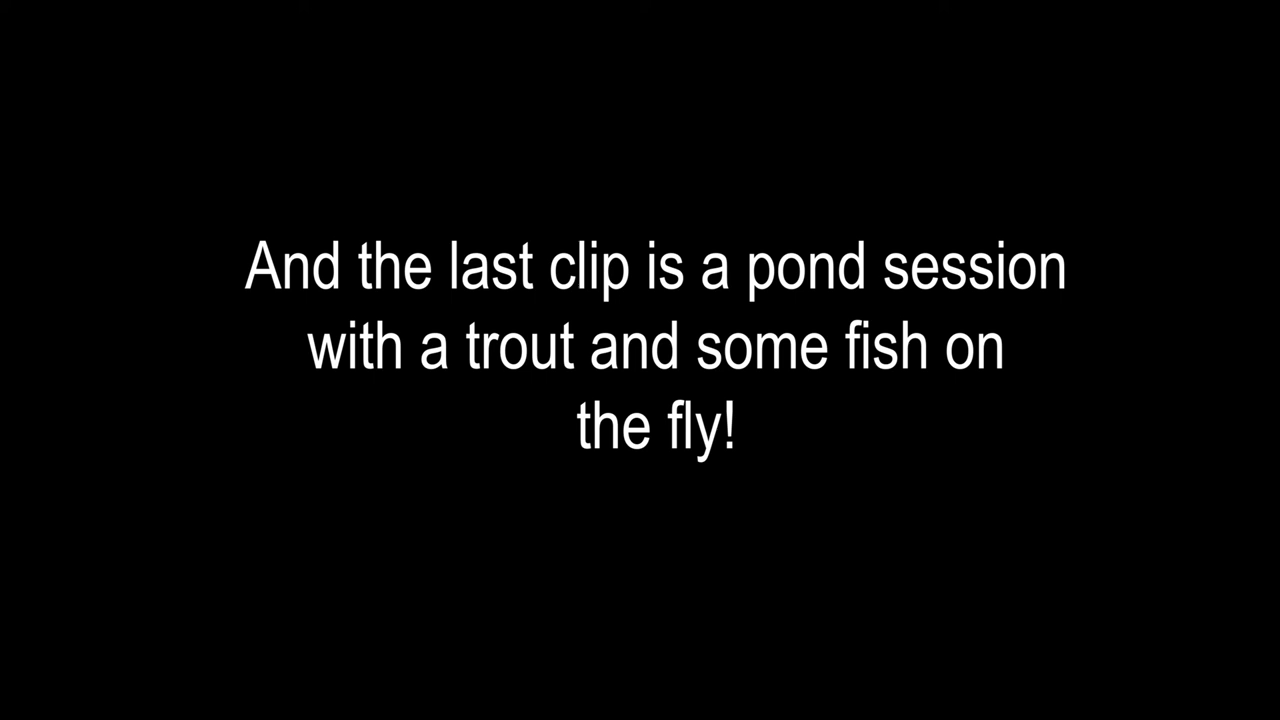 And the last clip is a pond session
with a trout and some fish on
the fly!